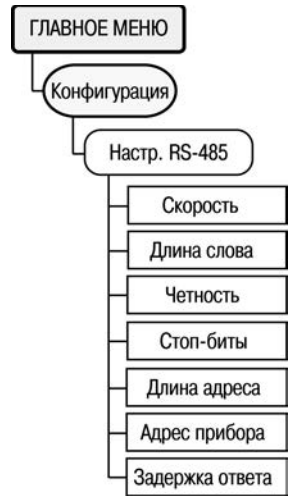 ГЛАВНОЕ МЕНЮ
Конфигурация
Настр. RS-485
Скорость
Длина слова
Четность
Стоп-биты
Длина адреса
Адрес прибора
Задержка ответа